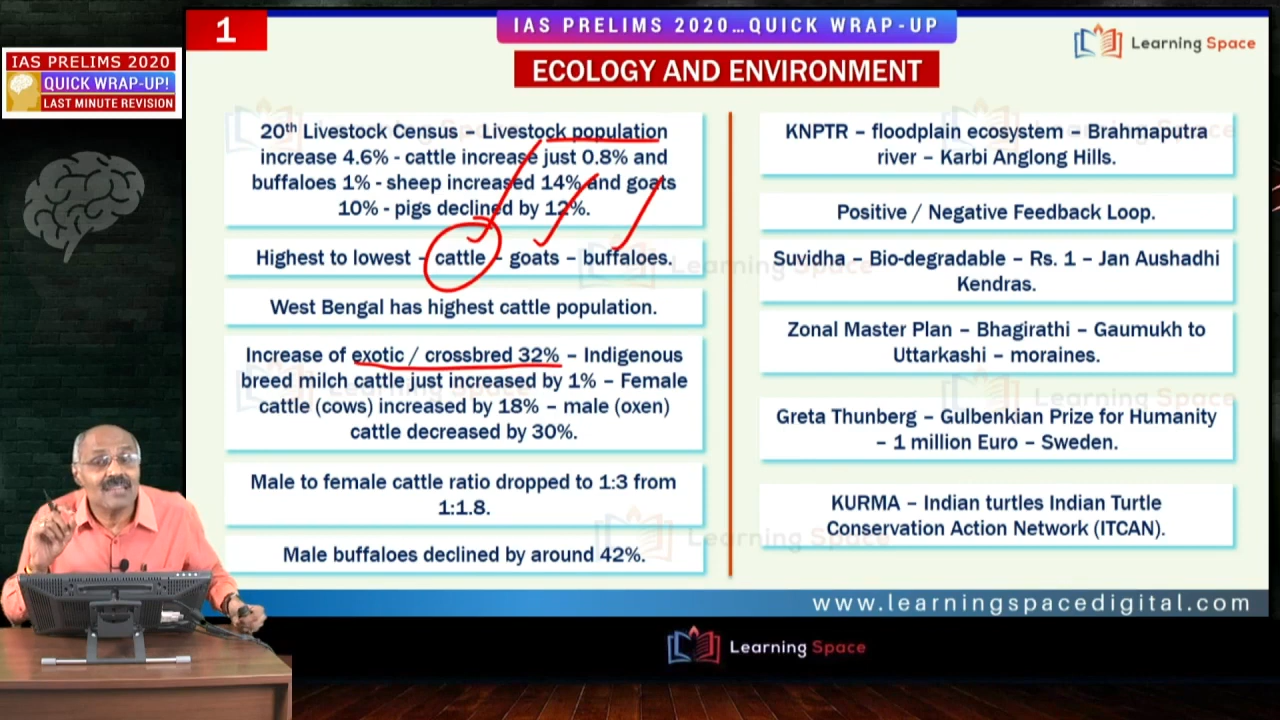 1
IAS PRELIMS 2020...QUICK WRAP-UP
Learning Space
ECOLOGY AND ENVIRONMENT
IAS PRELIMS 2020
QUICK WRAP-UP!
LAST MINUTE REVISION
20th Livestock Census – Livestock population
increase 4.6% - cattle increase just 0.8% and
buffaloes 1% - sheep increased 14% and goats
10% - pigs declined by 12%.
Highest to lowest – cattle – goats – buffaloes.
West Bengal has highest cattle population.
Increase of exotic / crossbred 32% – Indigenous
breed milch cattle just increased by 1% – Female
cattle (cows) increased by 18% – male (oxen)
cattle decreased by 30%.
Male to female cattle ratio dropped to 1:3 from
1:1.8.
Male buffaloes declined by around 42%.
KNPTR – floodplain ecosystem – Brahmaputra
river – Karbi Anglong Hills.
Positive / Negative Feedback Loop.
Suvidha – Bio-degradable – Rs. 1 – Jan Aushadhi
Kendras.
Zonal Master Plan – Bhagirathi – Gaumukh to
Uttarkashi – moraines.
Greta Thunberg – Gulbenkian Prize for Humanity
– 1 million Euro – Sweden.
KURMA – Indian turtles Indian Turtle
Conservation Action Network (ITCAN).
www.learningspacedigital.com
Learning Space